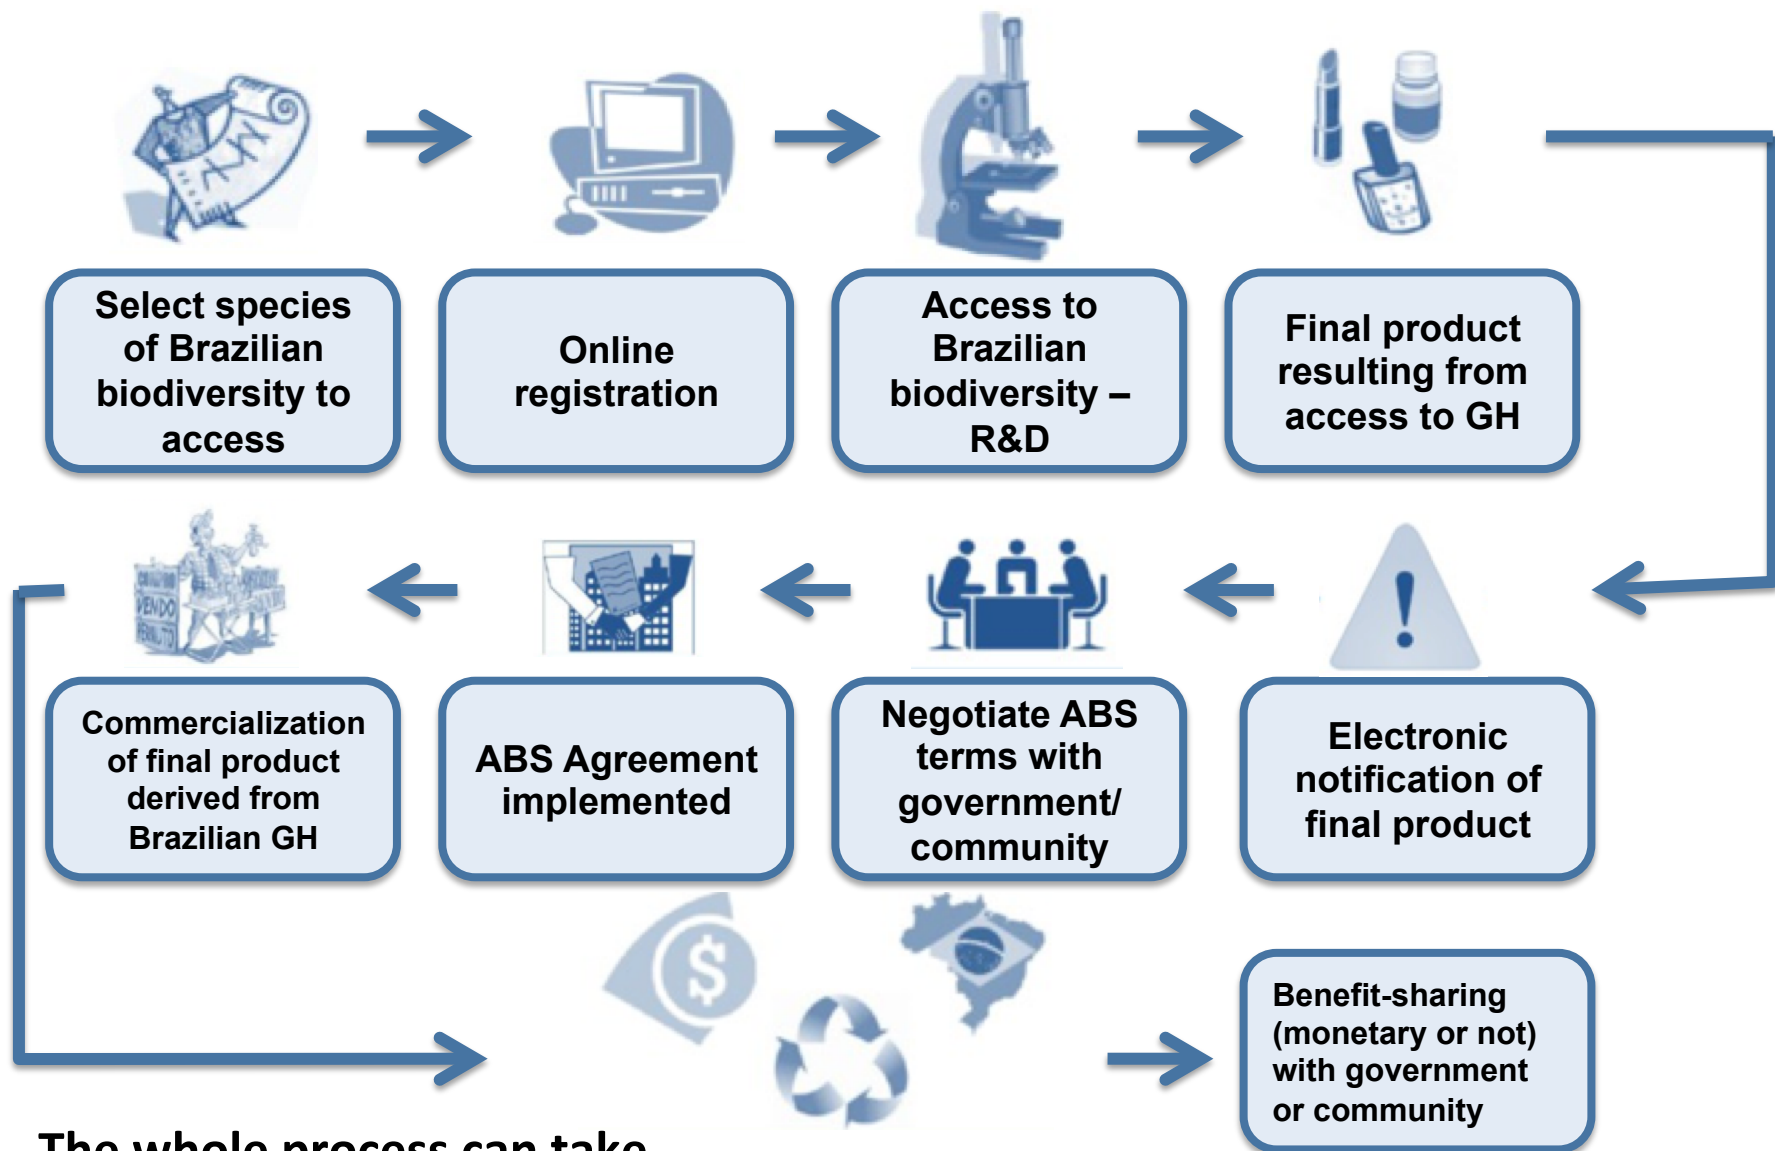 Select species
of Brazilian
biodiversity to
access
Online
registration
Access to
Brazilian
biodiversity –
R&D
Final product
resulting from
access to GH
VENDO
Commercialization
of final product
derived from
Brazilian GH
ABS Agreement
implemented
Negotiate ABS
terms with
government/
community
!
Electronic
notification of
final product
$
Benefit-sharing
(monetary or not)
with government
or community
The whole process can take